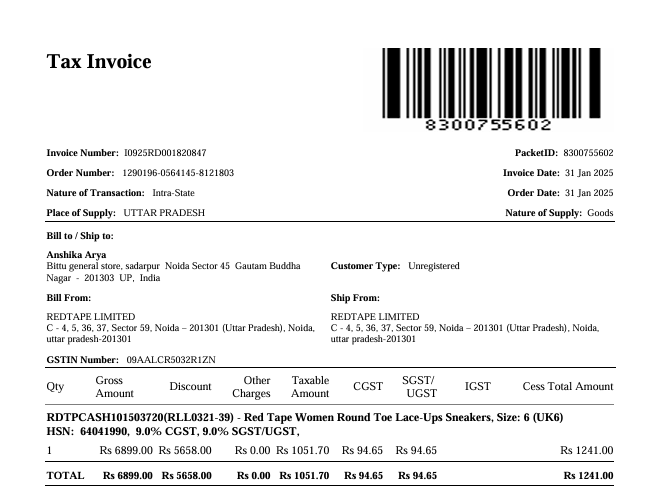 Tax Invoice
8300755602
Invoice Number: I0925RD001820847
PacketID: 8300755602
Order Number: 1290196-0564145-8121803
Invoice Date: 31 Jan 2025
Nature of Transaction: Intra-State
Order Date: 31 Jan 2025
Place of Supply: UTTAR PRADESH
Nature of Supply: Goods
Bill to / Ship to:
Anshika Arya
Bittu general store, sadarpur Noida Sector 45 Gautam Buddha
Nagar - 201303 UP, India
Customer Type: Unregistered
Bill From:
REDTAPE LIMITED
C - 4, 5, 36, 37, Sector 59, Noida – 201301 (Uttar Pradesh), Noida,
uttar pradesh-201301
Ship From:
REDTAPE LIMITED
C - 4, 5, 36, 37, Sector 59, Noida – 201301 (Uttar Pradesh), Noida,
uttar pradesh-201301
GSTIN Number: 09AALCR5032R1ZN
Qty Gross Amount Discount Other Charges Taxable Amount CGST SGST/ UGST IGST Cess Total Amount
RDTPCASH101503720(RLL0321-39) - Red Tape Women Round Toe Lace-Ups Sneakers, Size: 6 (UK6)
HSN: 64041990, 9.0% CGST, 9.0% SGST/UGST,
1 Rs 6899.00 Rs 5658.00 Rs 0.00 Rs 1051.70 Rs 94.65 Rs 94.65 Rs 1241.00
TOTAL Rs 6899.00 Rs 5658.00 Rs 0.00 Rs 1051.70 Rs 94.65 Rs 94.65 Rs 1241.00